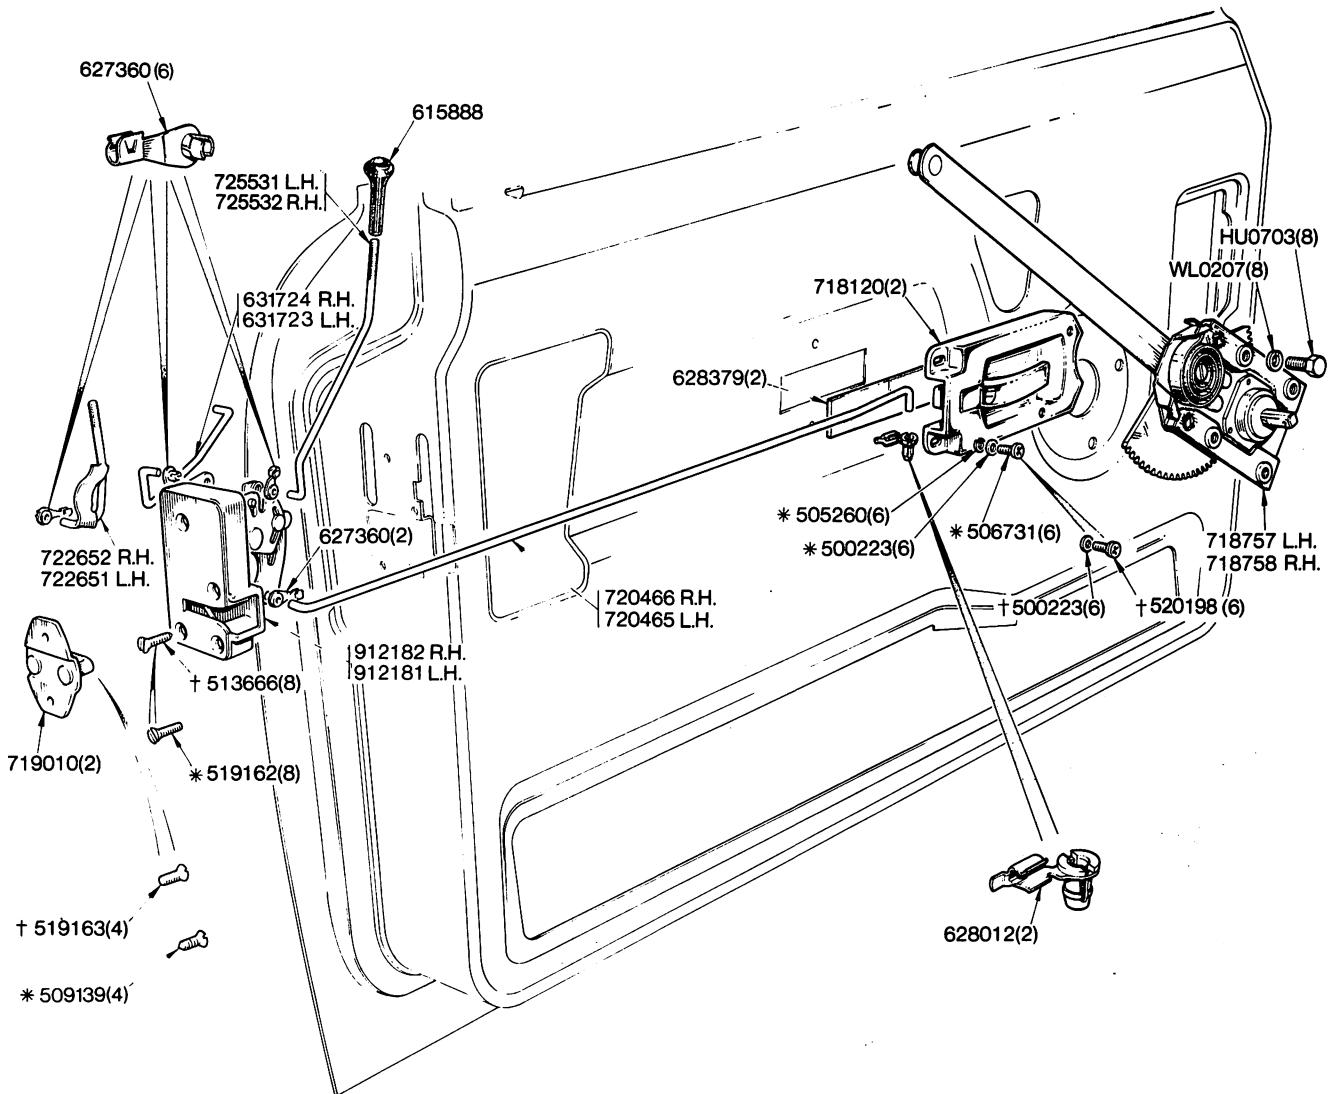 627360(6)
615888
725531 L.H.
725532 R.H.
631724 R.H.
631723 L.H.
HU0703(8)
WL0207(8)
718120(2)
628379(2)
722652 R.H.
722651 L.H.
627360(2)
* 505260(6)
* 500223(6)
* 506731(6)
718757 L.H.
718758 R.H.
† 500223(6)
† 520198 (6)
720466 R.H.
720465 L.H.
912182 R.H.
912181 L.H.
† 513666(8)
719010(2)
* 519162(8)
† 519163(4)
* 509139(4)
628012(2)